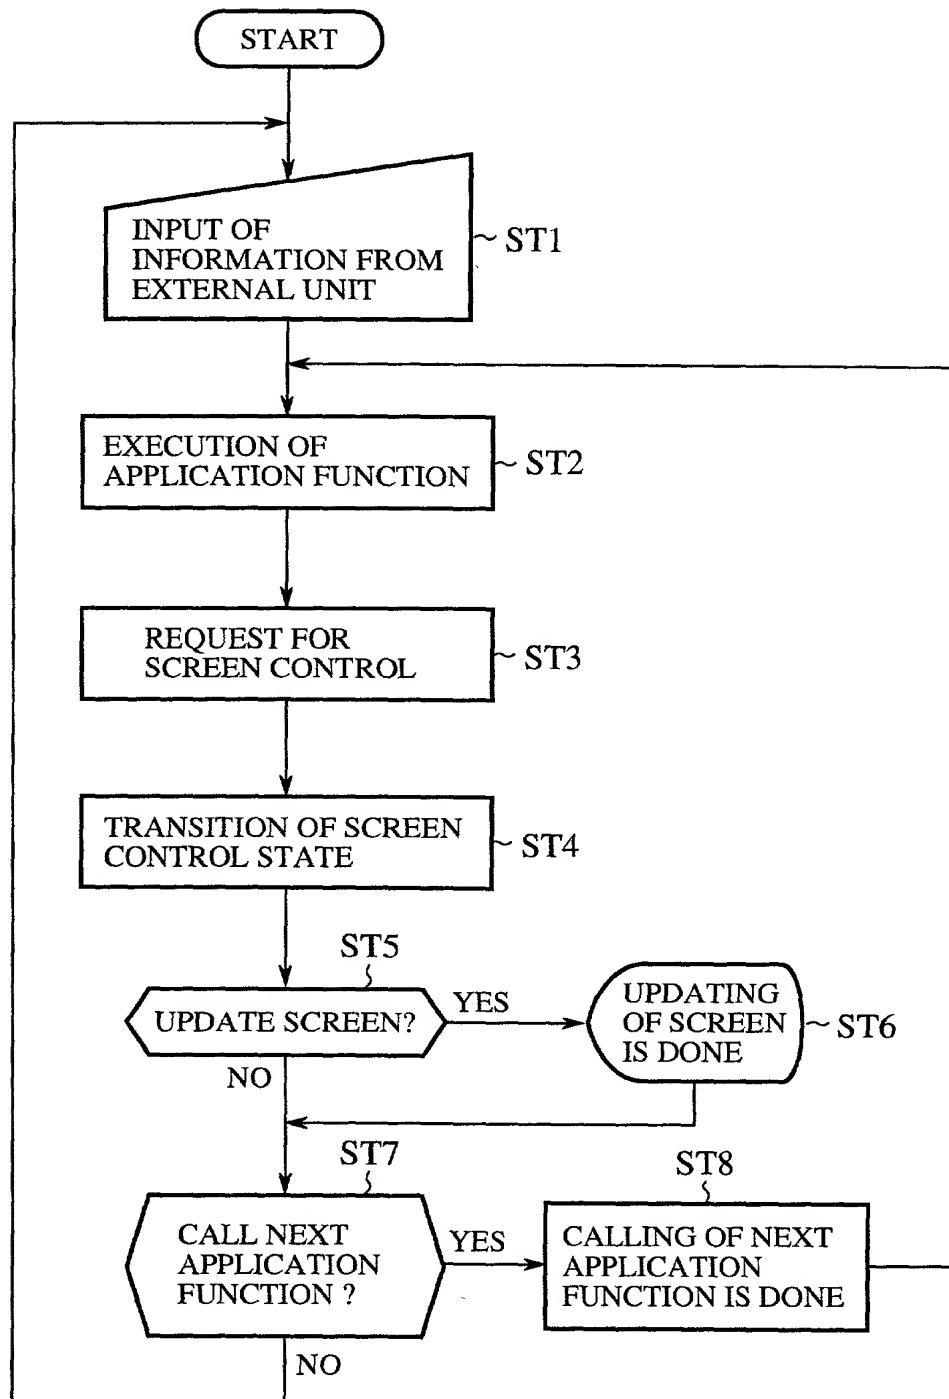 START
INPUT OF
INFORMATION FROM
EXTERNAL UNIT
ST1
EXECUTION OF
APPLICATION FUNCTION
ST2
REQUEST FOR
SCREEN CONTROL
ST3
TRANSITION OF SCREEN
CONTROL STATE
ST4
ST5
UPDATE SCREEN?
YES
NO
UPDATING
OF SCREEN
IS DONE
ST6
ST7
CALL NEXT
APPLICATION
FUNCTION ?
YES
NO
ST8
CALLING OF NEXT
APPLICATION
FUNCTION IS DONE